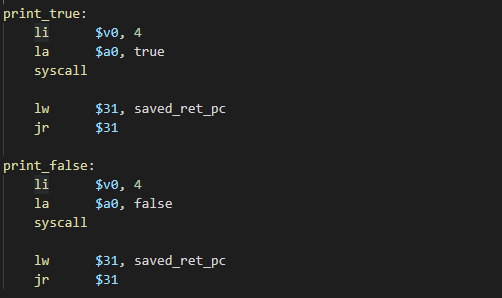 print_true:
    li      $v0, 4
    la      $a0, true
    syscall

    lw      $31, saved_ret_pc
    jr      $31

print_false:
    li      $v0, 4
    la      $a0, false
    syscall

    lw      $31, saved_ret_pc
    jr      $31